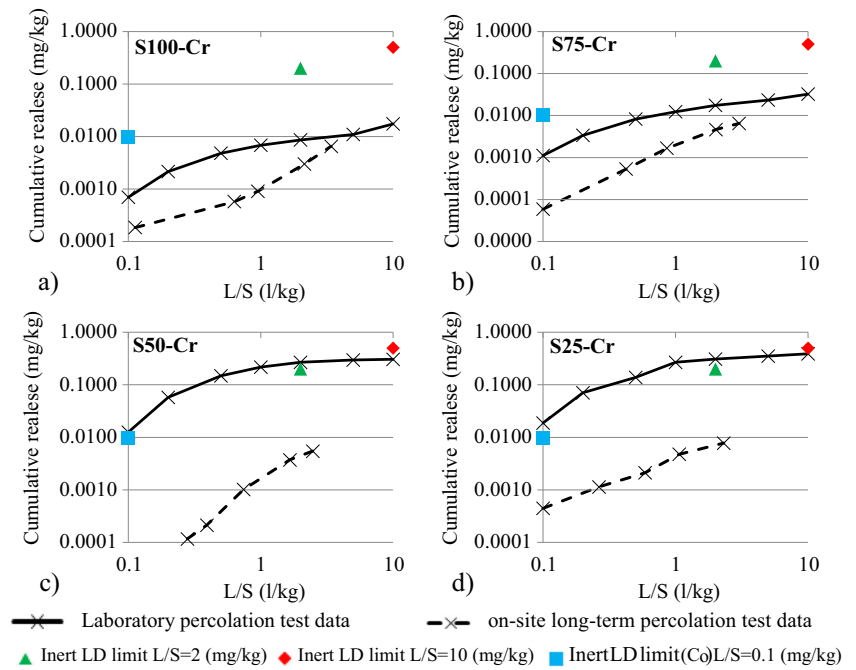 a)
S100-Cr
Cumulative realese (mg/kg)
1.0000
0.1000
0.0100
0.0010
0.0001
0.1 1 10
L/S (l/kg)
b)
S75-Cr
Cumulative realese (mg/kg)
1.0000
0.1000
0.0100
0.0010
0.0001
0.0000
0.1 1 10
L/S (l/kg)
c)
S50-Cr
Cumulative realese (mg/kg)
1.0000
0.1000
0.0100
0.0010
0.0001
0.1 1 10
L/S (l/kg)
d)
S25-Cr
Cumulative realese (mg/kg)
1.0000
0.1000
0.0100
0.0010
0.0001
0.1 1 10
L/S (l/kg)
Laboratory percolation test data on-site long-term percolation test data
Inert LD limit L/S=2 (mg/kg) Inert LD limit L/S=10 (mg/kg) Inert LD limit (Co) L/S=0.1 (mg/kg)